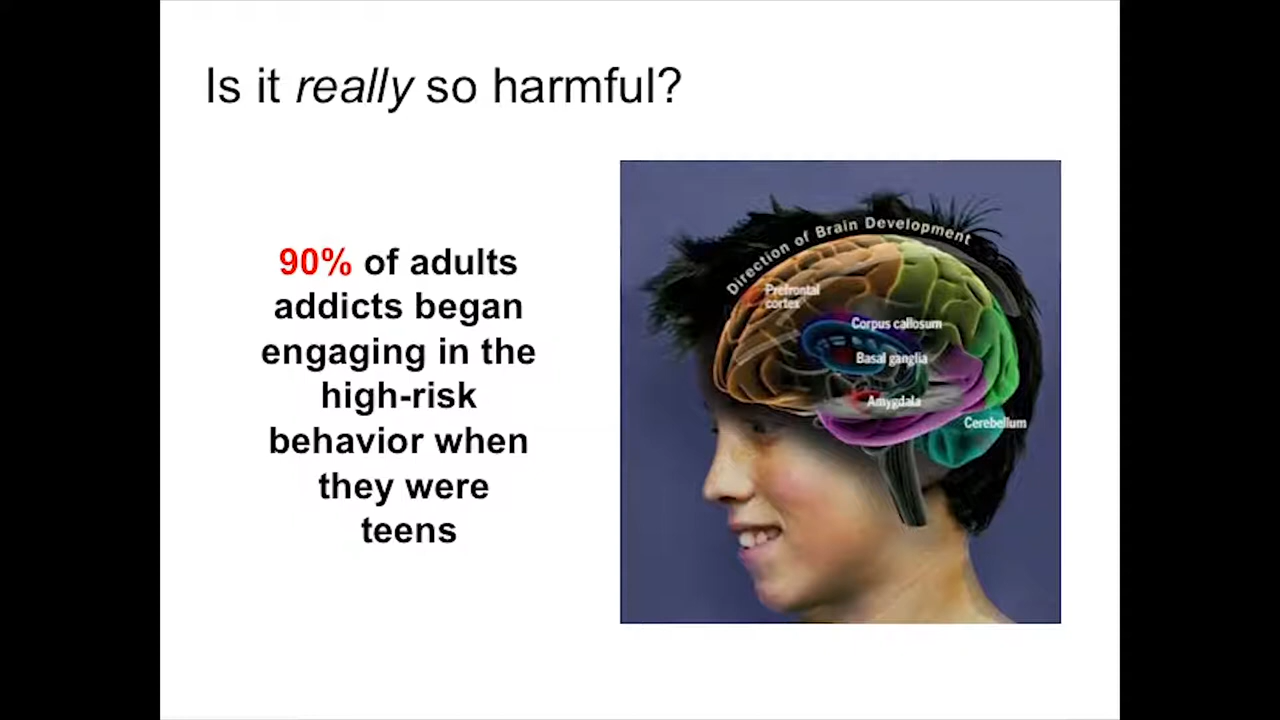 Is it really so harmful?
90% of adults
addicts began
engaging in the
high-risk
behavior when
they were
teens
Direction of Brain Development
Prefrontal
cortex
Corpus callosum
Basal ganglia
Amygdala
Cerebellum